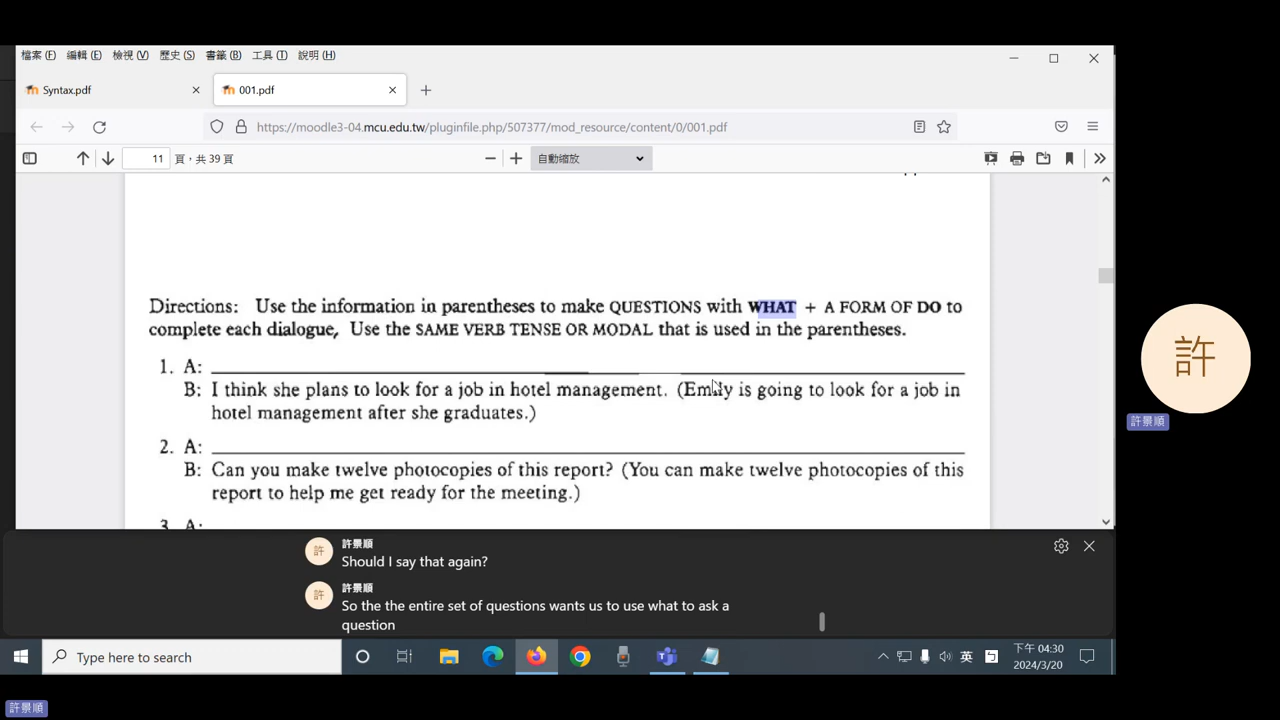 檔案 (F) 編輯 (E) 檢視 (V) 歷史 (S) 書籤 (B) 工具 (T) 說明 (H)
Syntax.pdf
001.pdf
https://moodle3-04.mcu.edu.tw/pluginfile.php/507377/mod_resource/content/0/001.pdf
11 頁，共 39 頁
自動縮放
Directions: Use the information in parentheses to make QUESTIONS with WHAT + A FORM OF DO to
complete each dialogue, Use the SAME VERB TENSE OR MODAL that is used in the parentheses.
1. A:
B: I think she plans to look for a job in hotel management. (Emily is going to look for a job in
hotel management after she graduates.)
2. A:
B: Can you make twelve photocopies of this report? (You can make twelve photocopies of this
report to help me get ready for the meeting.)
3 A:
許
許景順
許
許景順
Should I say that again?
許
許景順
So the the entire set of questions wants us to use what to ask a
question
Type here to search
英
下午 04:30
2024/3/20
許景順